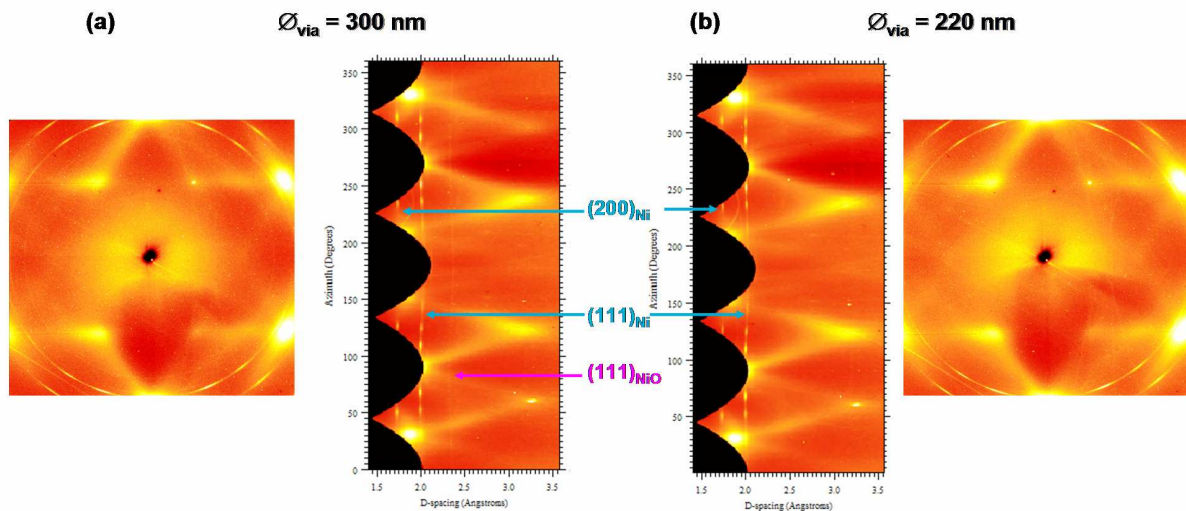 (a) Ø_via = 300 nm (b) Ø_via = 220 nm
350
300
250
200
150
100
50
0
Azimuth (Degrees)
1.5 2.0 2.5 3.0 3.5
D-spacing (Angstroms)
(200)Ni
(111)Ni
(111)NiO
350
300
250
200
150
100
50
Azimuth (Degrees)
1.5 2.0 2.5 3.0 3.5
D-spacing (Angstroms)